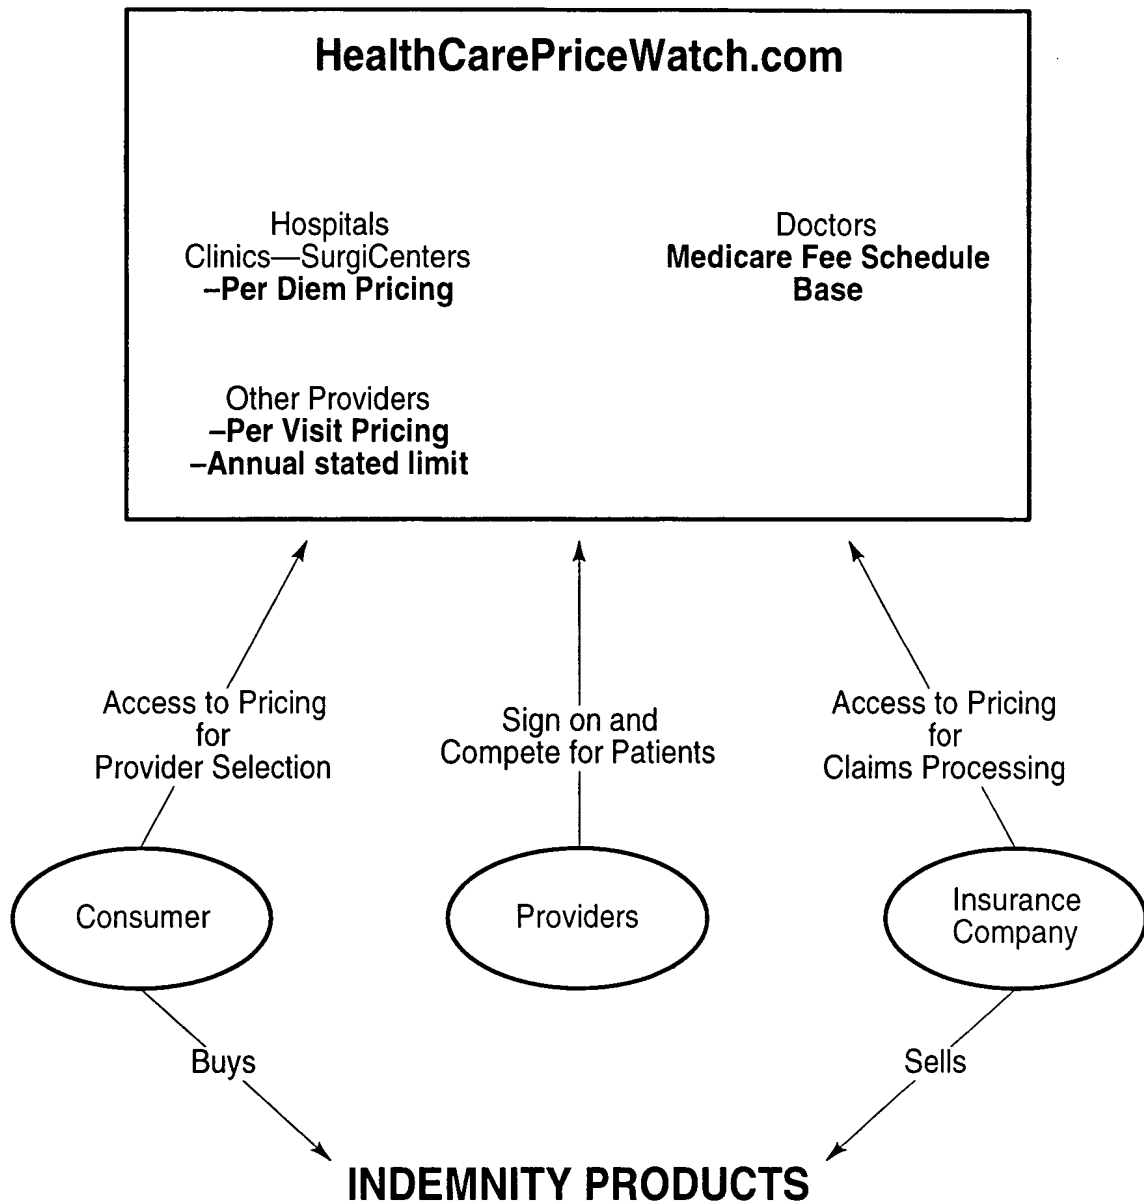 HealthCarePriceWatch.com
Hospitals
Clinics—SurgiCenters
–Per Diem Pricing
Doctors
Medicare Fee Schedule
Base
Other Providers
–Per Visit Pricing
–Annual stated limit
Access to Pricing
for
Provider Selection
Sign on and
Compete for Patients
Access to Pricing
for
Claims Processing
Consumer
Providers
Insurance
Company
Buys
Sells
INDEMNITY PRODUCTS